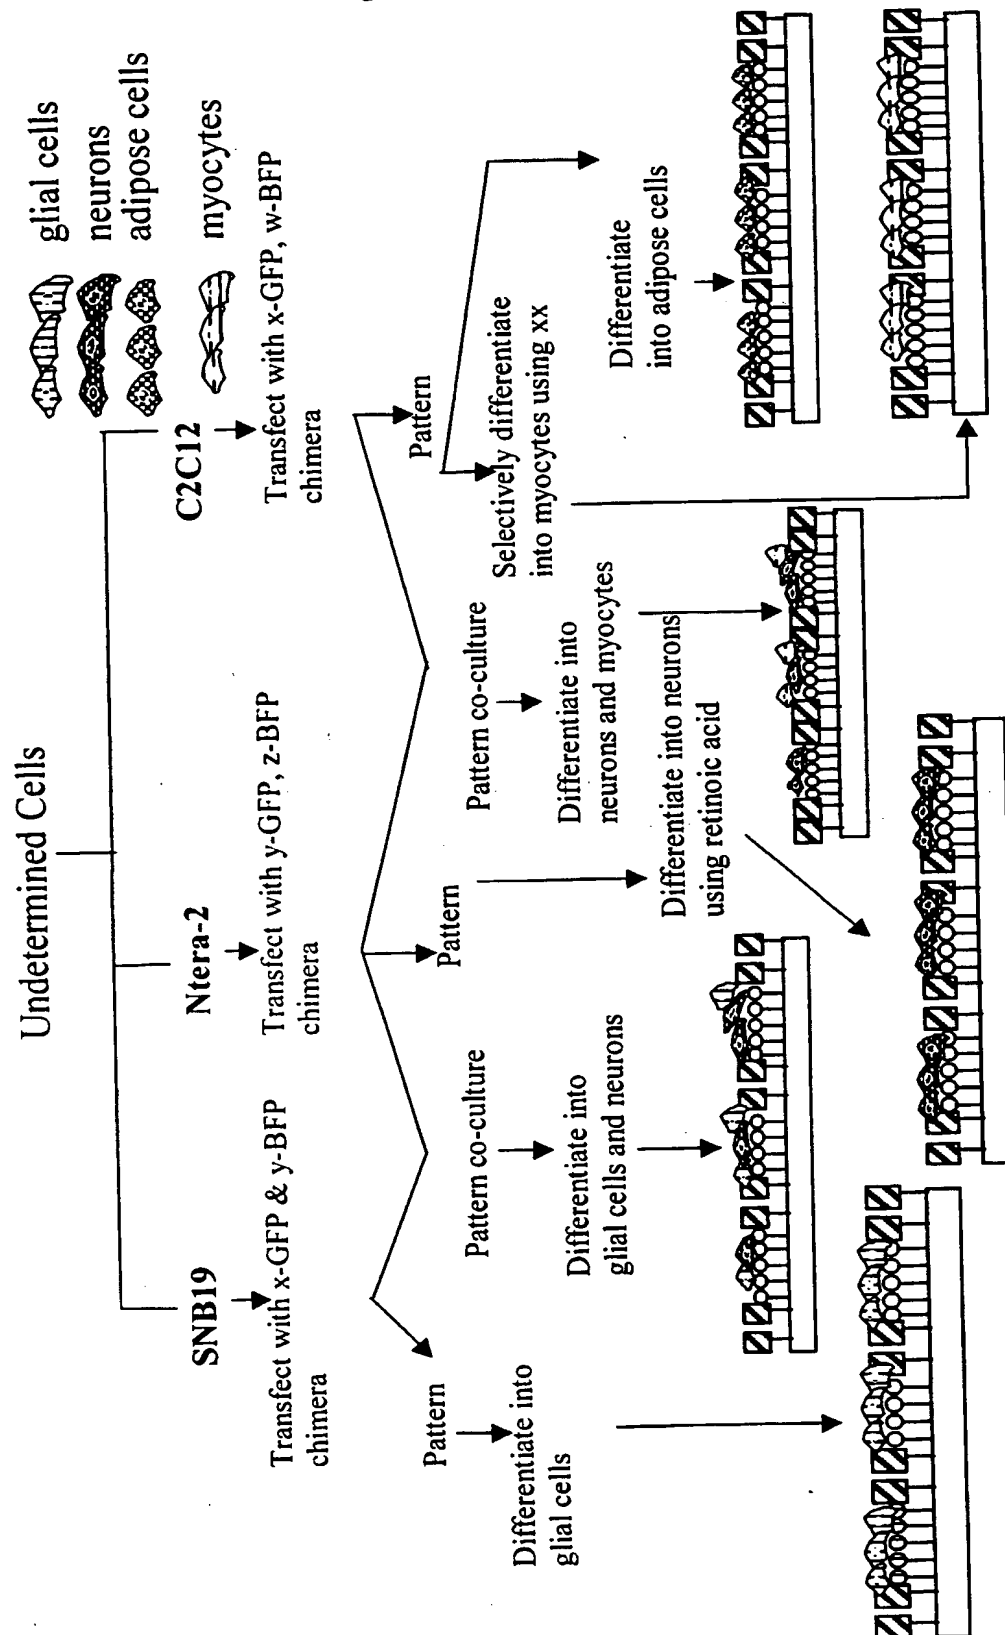 Undetermined Cells
glial cells
neurons
adipose cells
myocytes
SNB19
Transfect with x-GFP & y-BFP
chimera
Ntera-2
Transfect with y-GFP, z-BFP
chimera
C2C12
Transfect with x-GFP, w-BFP
chimera
Pattern
Differentiate into
glial cells
Pattern co-culture
Differentiate into
glial cells and neurons
Pattern
Differentiate into neurons
using retinoic acid
Pattern co-culture
Differentiate into
neurons and myocytes
Pattern
Selectively differentiate
into myocytes using xx
Differentiate
into adipose cells